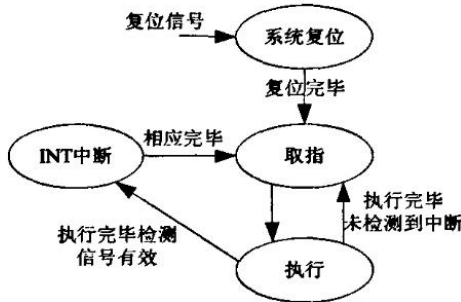 复位信号
系统复位
复位完毕
相应完毕
INT中断
取指
执行完毕
未检测到中断
执行完毕检测
信号有效
执行